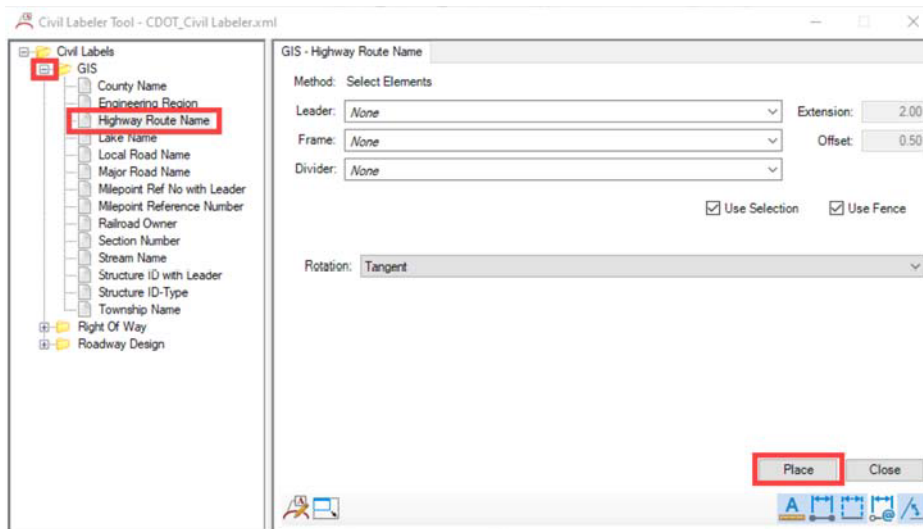 Civil Labeler Tool - CDOT_Civil Labeler.xml
Civil Labels
GIS
County Name
Engineering Region
Highway Route Name
Lake Name
Local Road Name
Major Road Name
Milepoint Ref No with Leader
Milepoint Reference Number
Railroad Owner
Section Number
Stream Name
Structure ID with Leader
Structure ID-Type
Township Name
Right Of Way
Roadway Design
GIS - Highway Route Name
Method: Select Elements
Leader: None Extension: 2.00
Frame: None Offset: 0.50
Divider: None
Use Selection Use Fence
Rotation: Tangent
Place Close
A